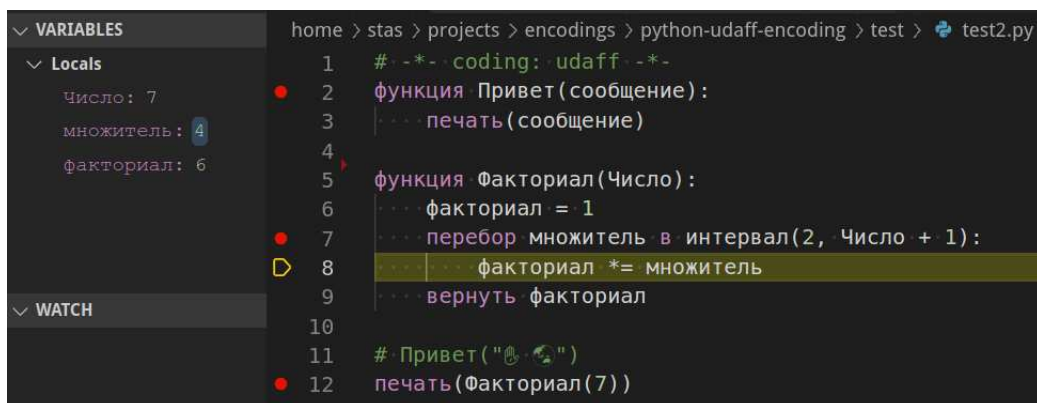 VARIABLES
Locals
Число: 7
множитель: 4
факториал: 6
WATCH
home > stas > projects > encodings > python-udaff-encoding > test > test2.py
1 # -*- coding: udaff -*-
2 функция Привет(сообщение):
3 печать(сообщение)
4
5 функция Факториал(Число):
6 факториал = 1
7 перебор множитель в интервал(2, Число + 1):
8 факториал *= множитель
9 вернуть факториал
10
11 # Привет("✋ 🌏")
12 печать(Факториал(7))